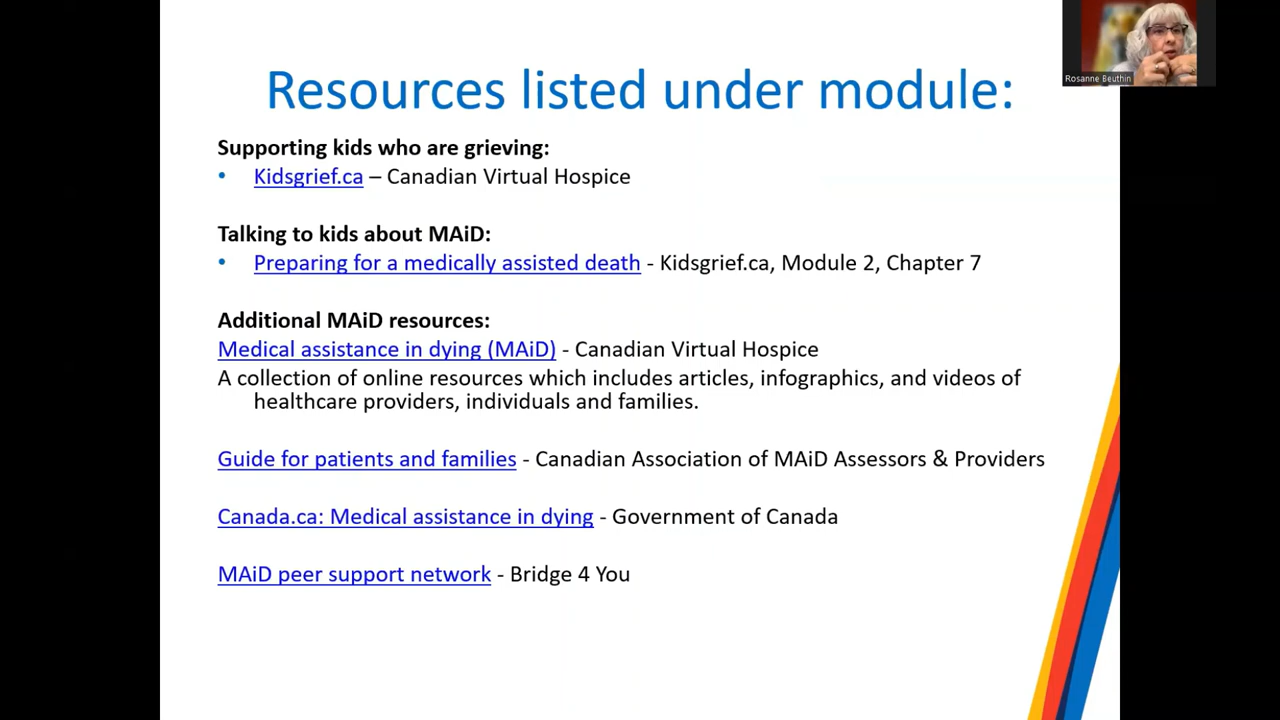 Rosanne Beuthin
Resources listed under module:
Supporting kids who are grieving:
• Kidsgrief.ca – Canadian Virtual Hospice
Talking to kids about MAiD:
• Preparing for a medically assisted death - Kidsgrief.ca, Module 2, Chapter 7
Additional MAiD resources:
Medical assistance in dying (MAiD) - Canadian Virtual Hospice
A collection of online resources which includes articles, infographics, and videos of
healthcare providers, individuals and families.
Guide for patients and families - Canadian Association of MAiD Assessors & Providers
Canada.ca: Medical assistance in dying - Government of Canada
MAiD peer support network - Bridge 4 You